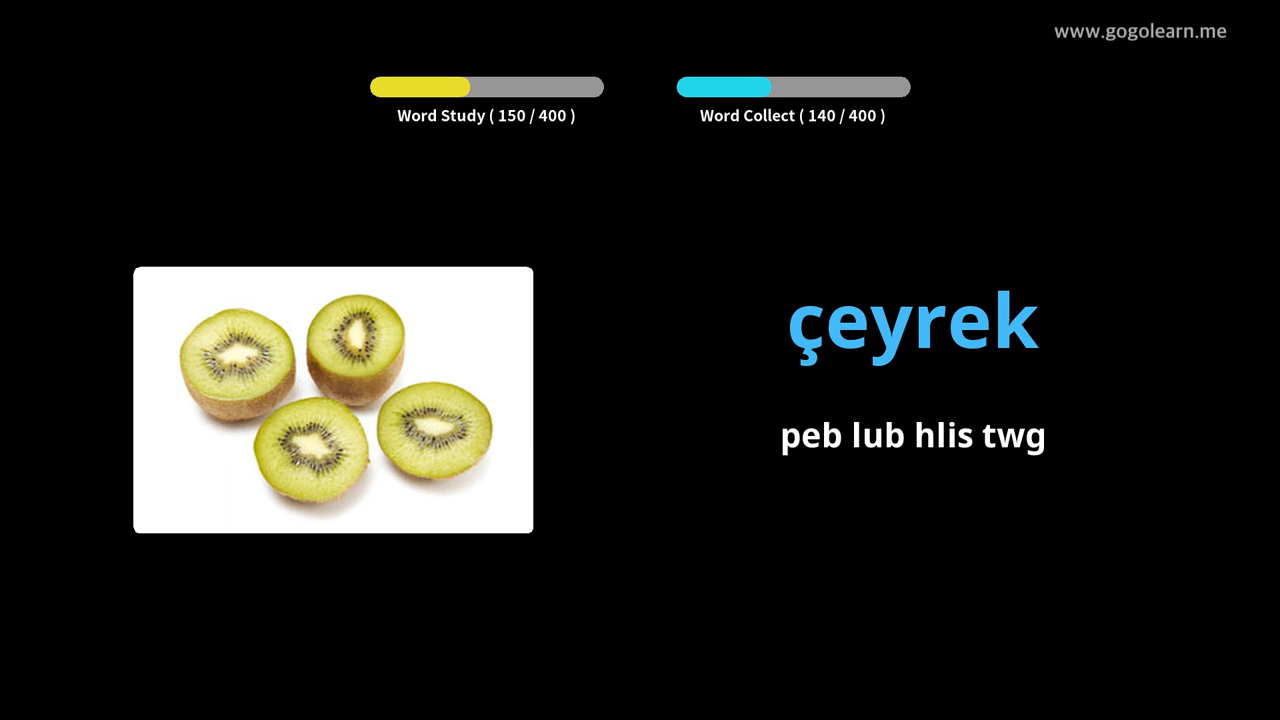 www.gogolearn.me
Word Study ( 150 / 400 )
Word Collect ( 140 / 400 )
çeyrek
peb lub hlis twg